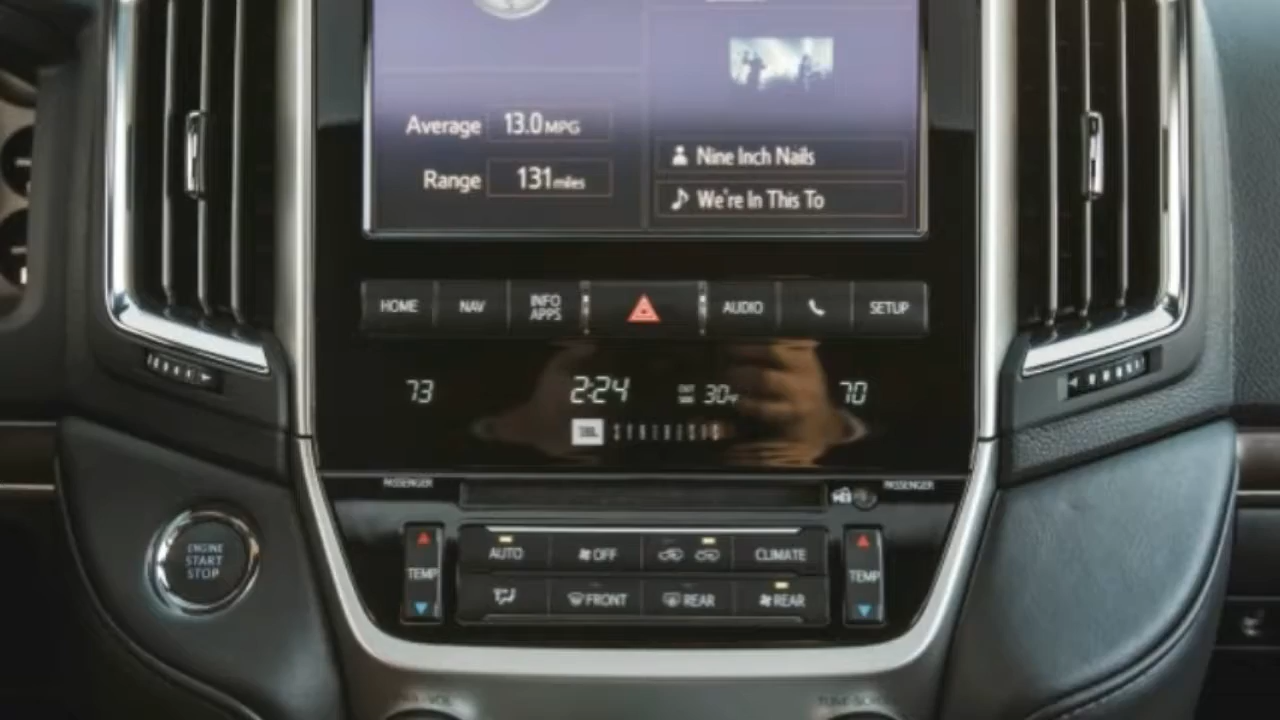 Average 13.0 MPG
Range 131 miles
Nine Inch Nails
We're In This To
HOME NAV INFO APPS AUDIO SETUP
73 2:24 OUT 30°F 70
JBL SYNTHESIS
PASSENGER PASSENGER
ENGINE START STOP
TEMP AUTO OFF CLIMATE TEMP
FRONT REAR REAR